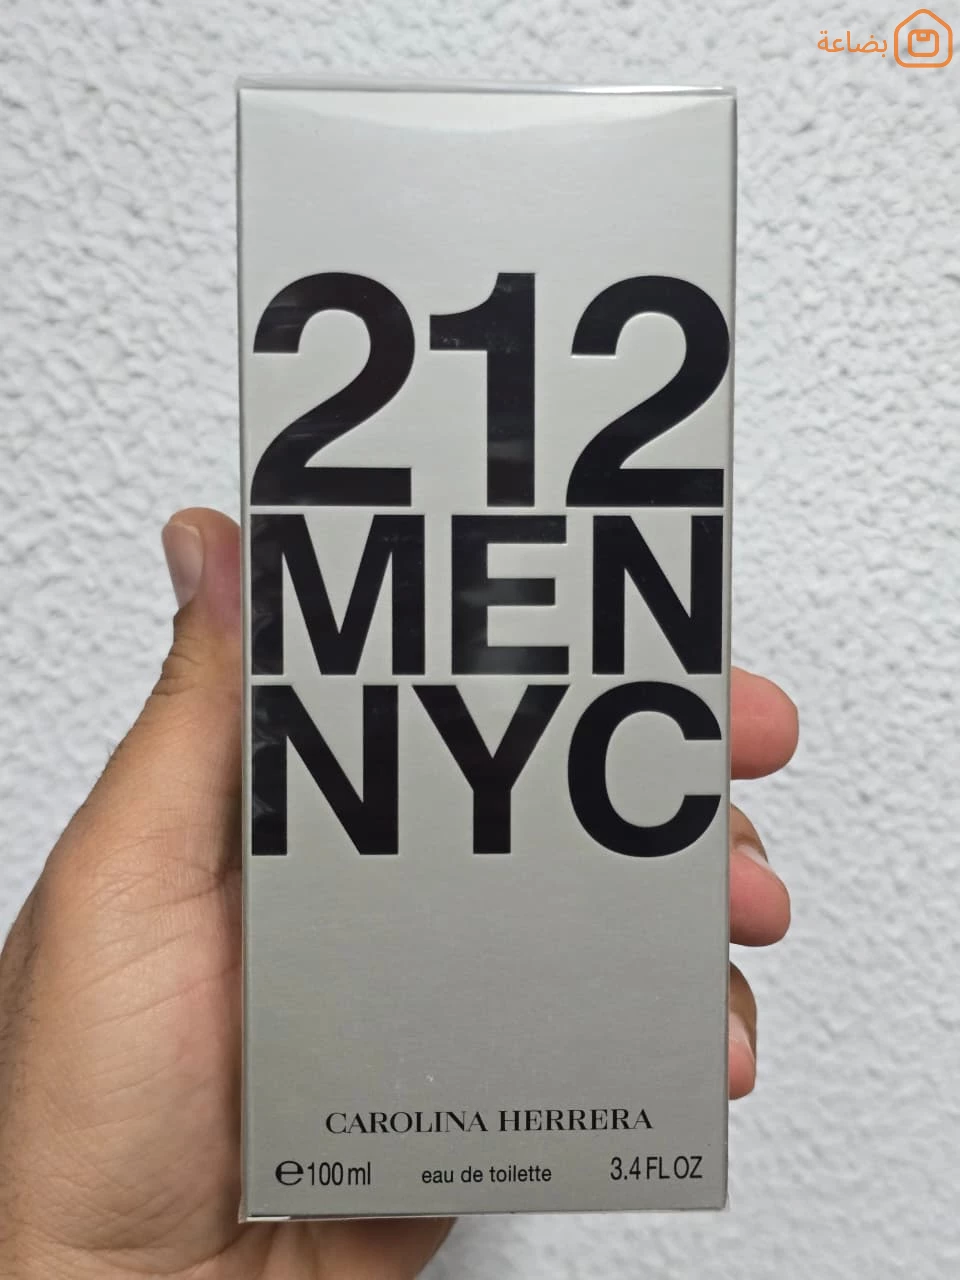 بضاعة
212
MEN
NYC
CAROLINA HERRERA
℮100ml eau de toilette 3.4 FL OZ